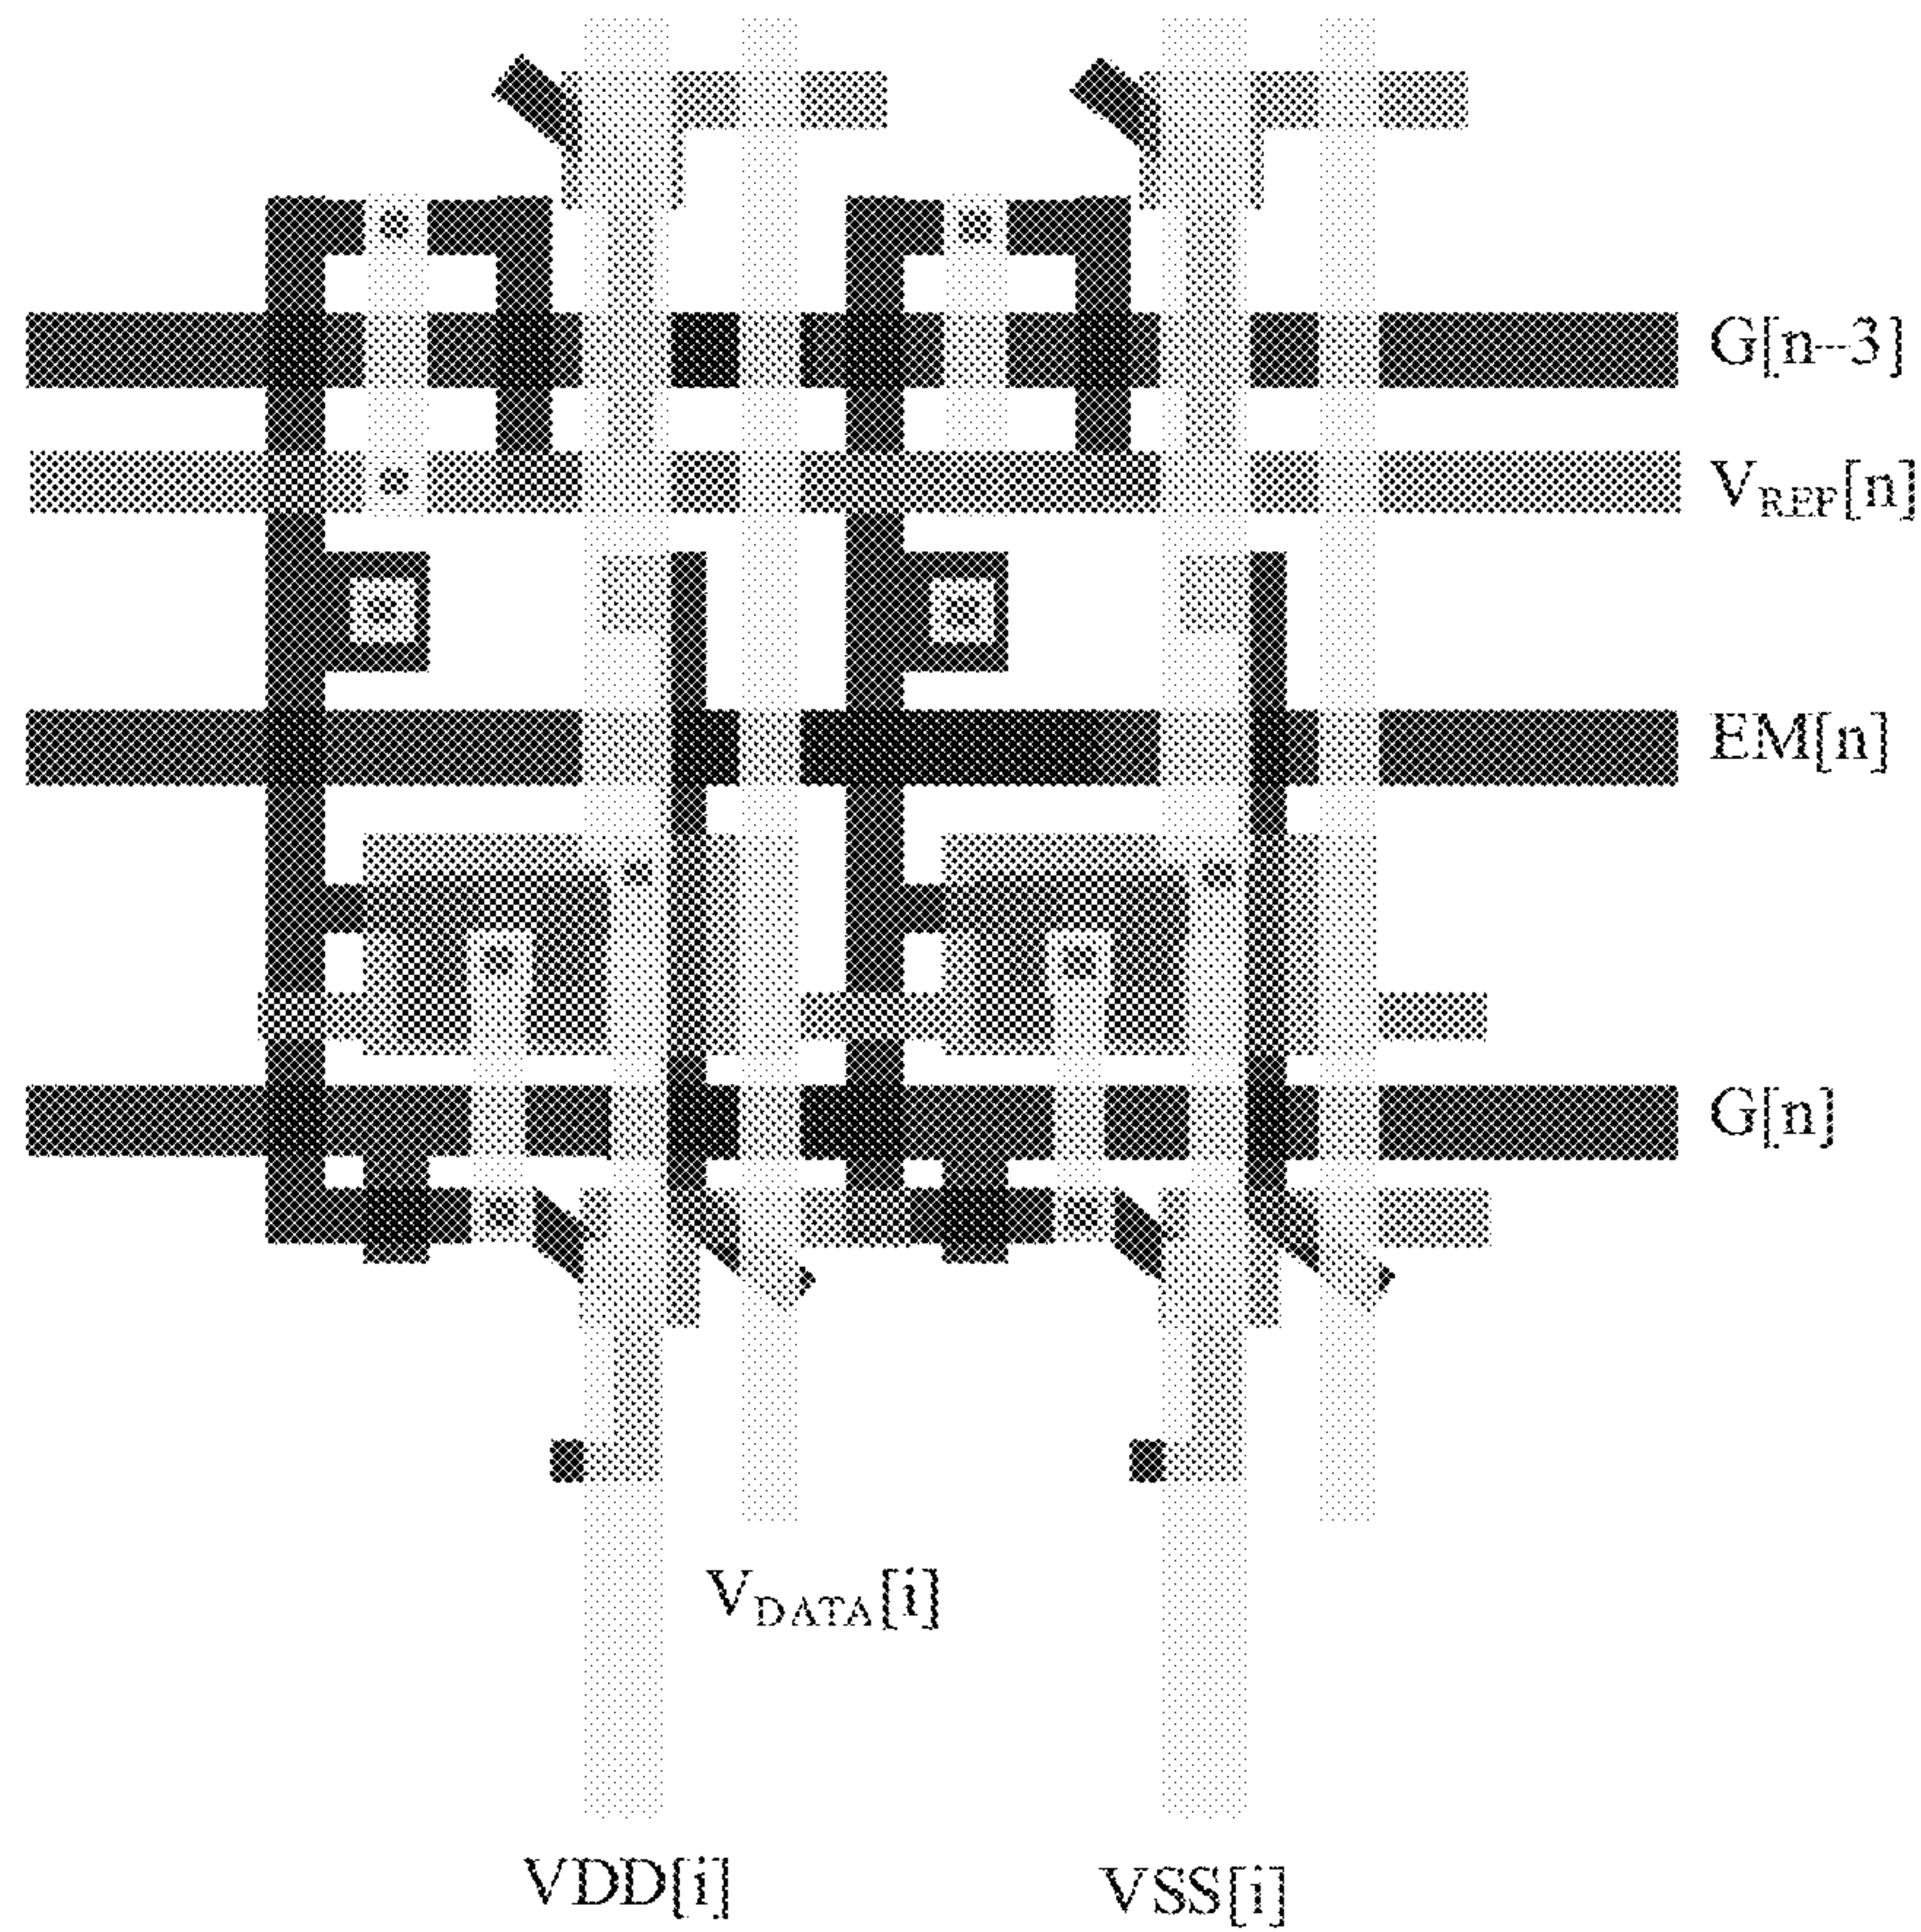 G[n-3]
VREF[n]
EM[n]
G[n]
VDATA[i]
VDD[i]
VSS[i]